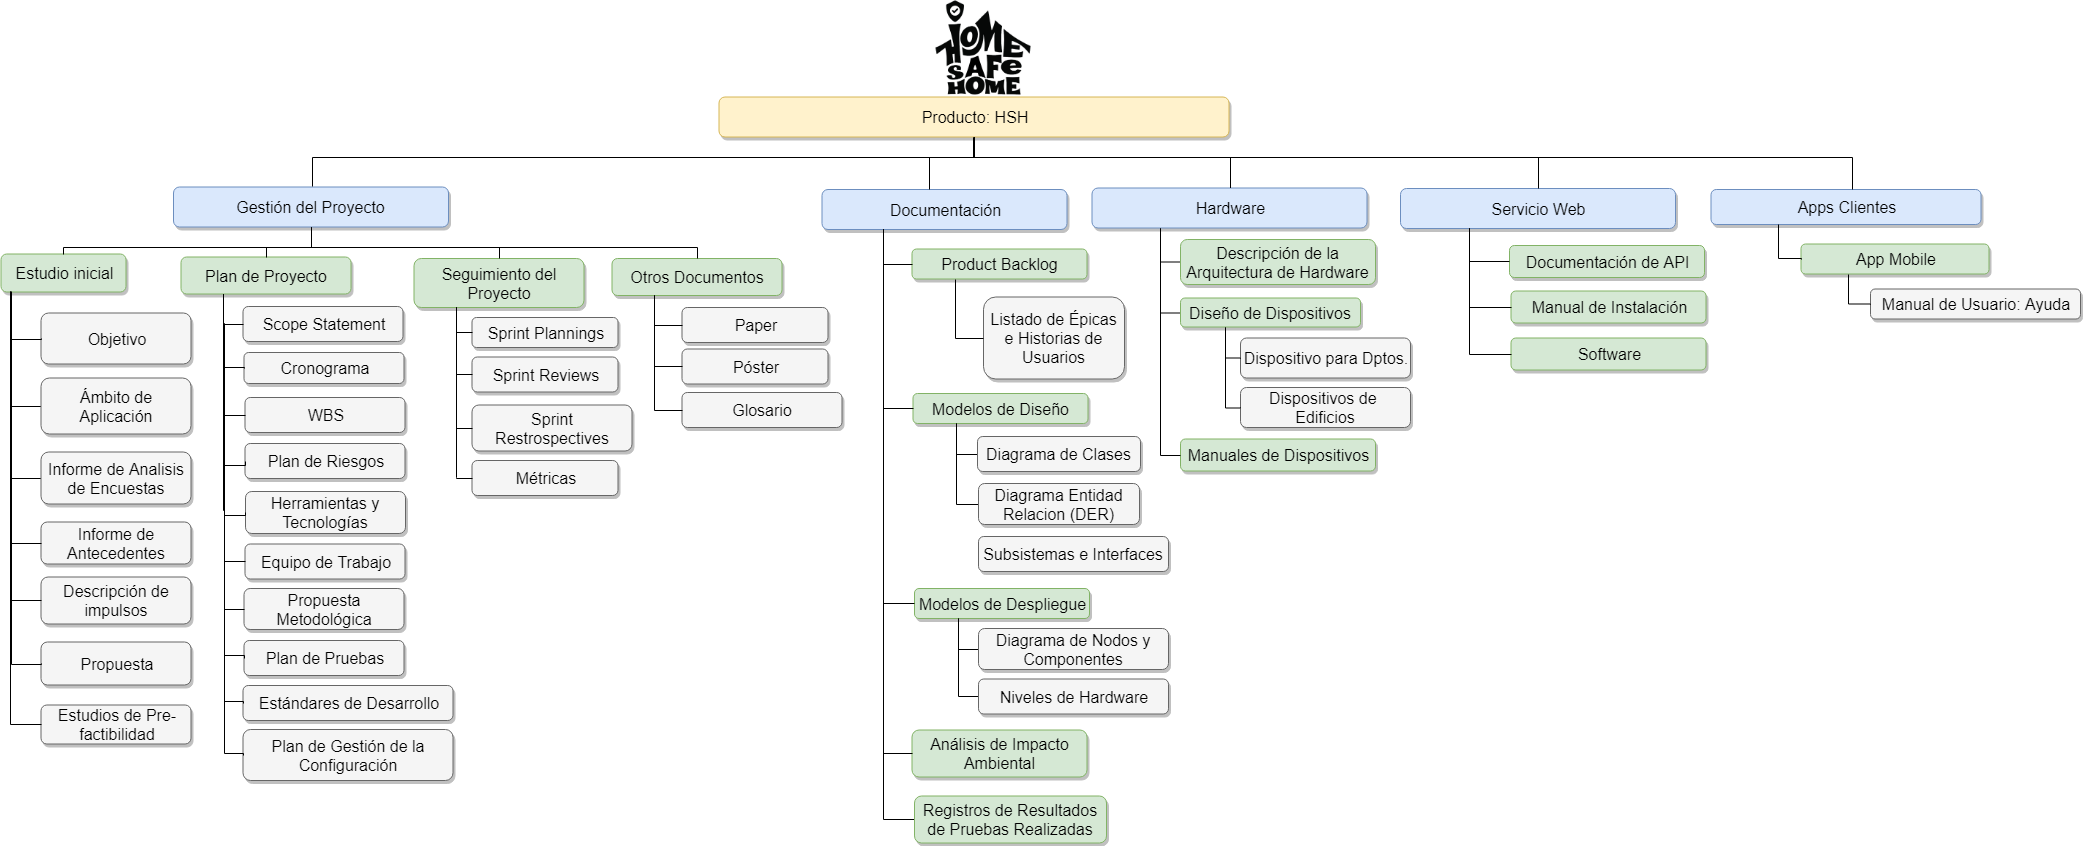 HOME
SAFE
HOME
Producto: HSH
Gestión del Proyecto
Estudio inicial
Objetivo
Ámbito de
Aplicación
Informe de Analisis
de Encuestas
Informe de
Antecedentes
Descripción de
impulsos
Propuesta
Estudios de Pre-
factibilidad
Plan de Proyecto
Scope Statement
Cronograma
WBS
Plan de Riesgos
Herramientas y
Tecnologías
Equipo de Trabajo
Propuesta
Metodológica
Plan de Pruebas
Estándares de Desarrollo
Plan de Gestión de la
Configuración
Seguimiento del
Proyecto
Sprint Plannings
Sprint Reviews
Sprint
Restrospectives
Métricas
Otros Documentos
Paper
Póster
Glosario
Documentación
Product Backlog
Listado de Épicas
e Historias de
Usuarios
Modelos de Diseño
Diagrama de Clases
Diagrama Entidad
Relacion (DER)
Subsistemas e Interfaces
Modelos de Despliegue
Diagrama de Nodos y
Componentes
Niveles de Hardware
Análisis de Impacto
Ambiental
Registros de Resultados
de Pruebas Realizadas
Hardware
Descripción de la
Arquitectura de Hardware
Diseño de Dispositivos
Dispositivo para Dptos.
Dispositivos de
Edificios
Manuales de Dispositivos
Servicio Web
Documentación de API
Manual de Instalación
Software
Apps Clientes
App Mobile
Manual de Usuario: Ayuda